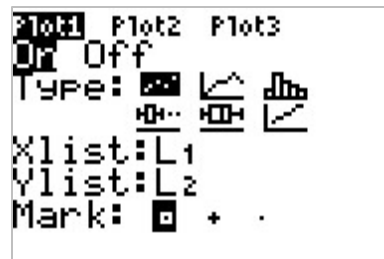 Plot1 Plot2 Plot3
On Off
Type:
Xlist:L₁
Ylist:L₂
Mark: + ·